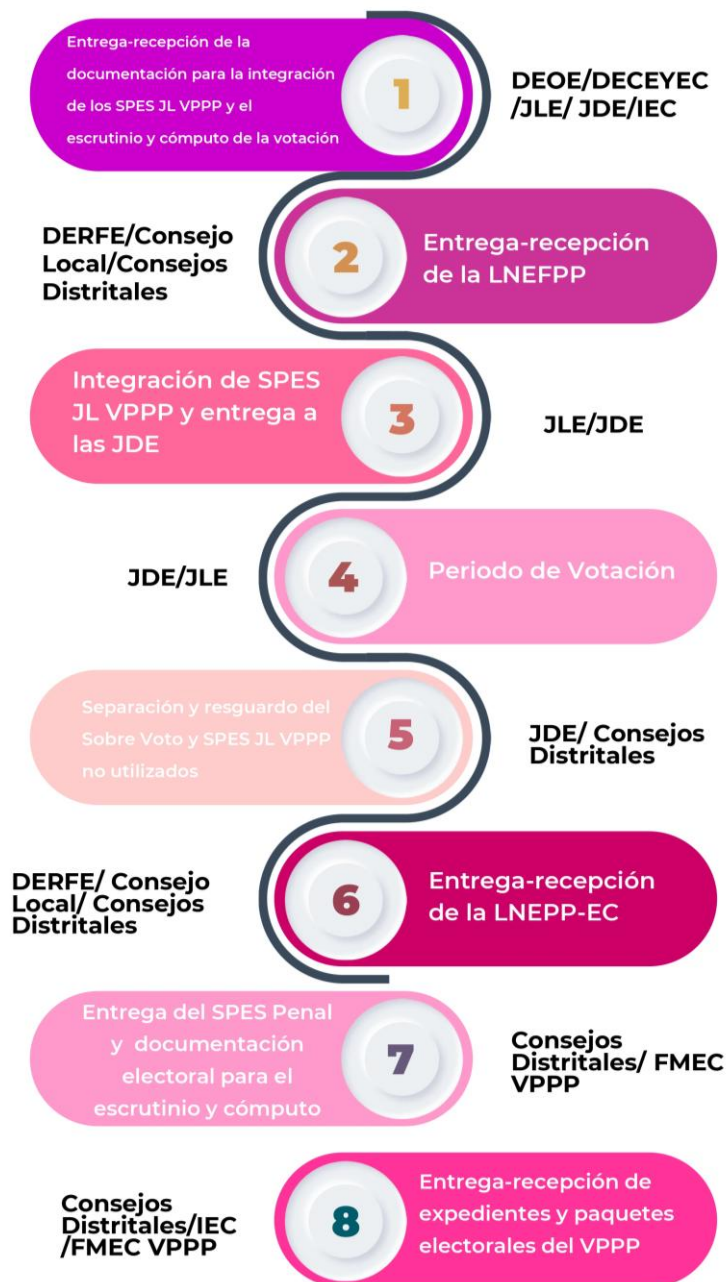 Entrega-recepción de la
documentación para la integración
de los SPES JL VPPP y el
escrutinio y cómputo de la votación
1
DEOE/DECEYEC
/JLE/ JDE/IEC
DERFE/Consejo
Local/Consejos
Distritales
2
Entrega-recepción
de la LNEFPP
Integración de SPES
JL VPPP y entrega a
las JDE
3
JLE/JDE
JDE/JLE
4
Periodo de Votación
Separación y resguardo del
Sobre Voto y SPES JL VPPP
no utilizados
5
JDE/ Consejos
Distritales
DERFE/ Consejo
Local/ Consejos
Distritales
6
Entrega-recepción
de la LNEPP-EC
Entrega del SPES Penal
y documentación
electoral para el
escrutinio y cómputo
7
Consejos
Distritales/ FMEC
VPPP
Consejos
Distritales/IEC
/FMEC VPPP
8
Entrega-recepción de
expedientes y paquetes
electorales del VPPP